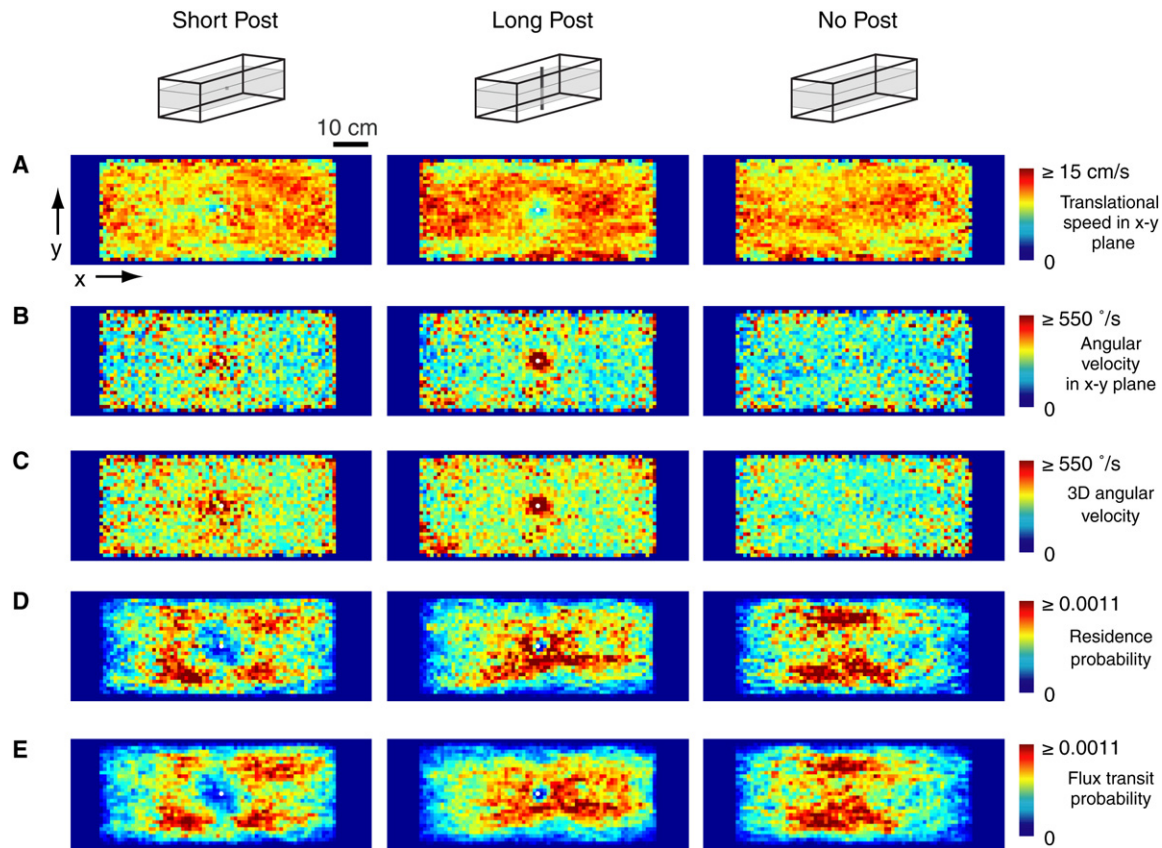 Short Post
Long Post
No Post
10 cm
A
y
x
≥ 15 cm/s
Translational
speed in x-y
plane
0
B
≥ 550 °/s
Angular
velocity
in x-y plane
0
C
≥ 550 °/s
3D angular
velocity
0
D
≥ 0.0011
Residence
probability
0
E
≥ 0.0011
Flux transit
probability
0